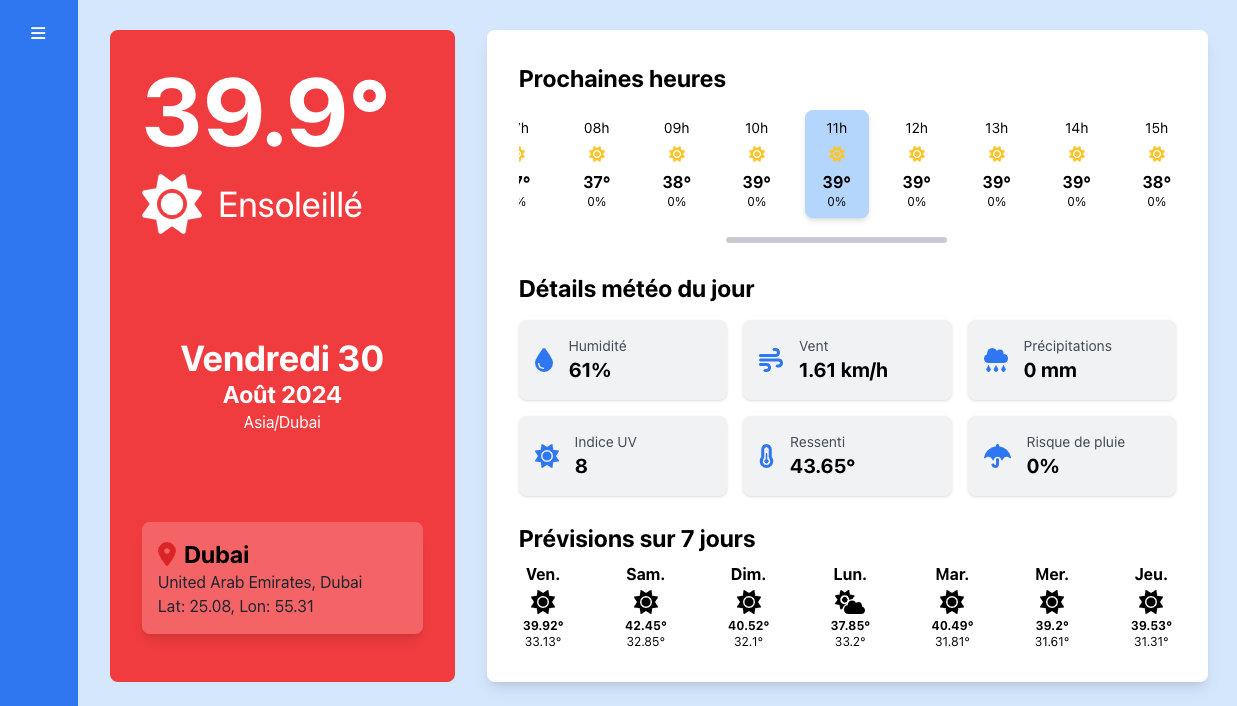 39.9°
Ensoleillé
Vendredi 30
Août 2024
Asia/Dubai
Dubai
United Arab Emirates, Dubai
Lat: 25.08, Lon: 55.31
Prochaines heures
08h 09h 10h 11h 12h 13h 14h 15h
37° 38° 39° 39° 39° 39° 39° 38°
0% 0% 0% 0% 0% 0% 0% 0%
Détails météo du jour
Humidité
61%
Vent
1.61 km/h
Précipitations
0 mm
Indice UV
8
Ressenti
43.65°
Risque de pluie
0%
Prévisions sur 7 jours
Ven. Sam. Dim. Lun. Mar. Mer. Jeu.
39.92° 42.45° 40.52° 37.85° 40.49° 39.2° 39.53°
33.13° 32.85° 32.1° 33.2° 31.81° 31.61° 31.31°